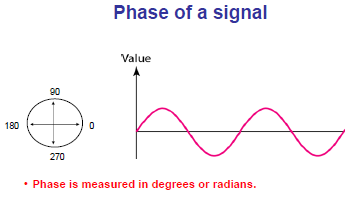 Phase of a signal
Value
90
180
0
270
• Phase is measured in degrees or radians.